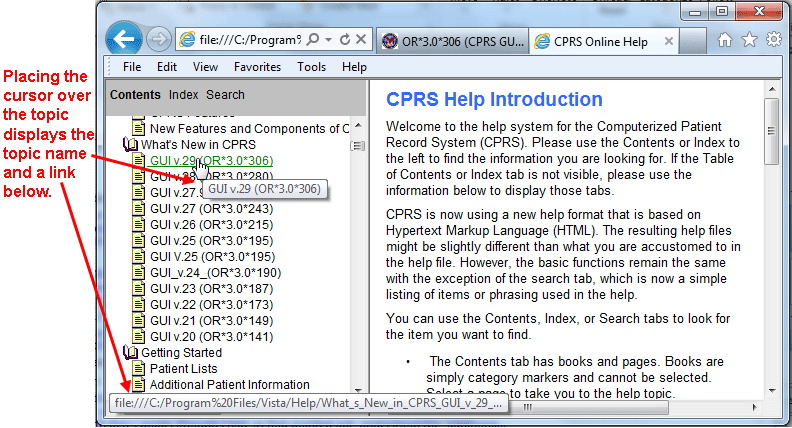 Placing the
cursor over
the topic
displays the
topic name
and a link
below.
file:///C:/Program%
OR*3.0*306 (CPRS GU...
CPRS Online Help
File Edit View Favorites Tools Help
Contents Index Search
New Features and Components of C
What's New in CPRS
GUI v.29 (OR*3.0*306)
GUI v.28 (OR*3.0*280)
GUI v.29 (OR*3.0*306)
GUI v.27.9
GUI v.27 (OR*3.0*243)
GUI v.26 (OR*3.0*215)
GUI v.25 (OR*3.0*195)
GUI V.25 (OR*3.0*195)
GUI_v.24_(OR*3.0*190)
GUI v.23 (OR*3.0*187)
GUI v.22 (OR*3.0*173)
GUI v.21 (OR*3.0*149)
GUI v.20 (OR*3.0*141)
Getting Started
Patient Lists
Additional Patient Information
file:///C:/Program%20Files/Vista/Help/What_s_New_in_CPRS_GUI_v_29_...
CPRS Help Introduction
Welcome to the help system for the Computerized Patient
Record System (CPRS). Please use the Contents or Index to
the left to find the information you are looking for. If the Table
of Contents or Index tab is not visible, please use the
information below to display those tabs.
CPRS is now using a new help format that is based on
Hypertext Markup Language (HTML). The resulting help files
might be slightly different than what you are accustomed to in
the help file. However, the basic functions remain the same
with the exception of the search tab, which is now a simple
listing of items or phrasing used in the help.
You can use the Contents, Index, or Search tabs to look for
the item you want to find.
• The Contents tab has books and pages. Books are
simply category markers and cannot be selected.
Select a page to take you to the help topic.